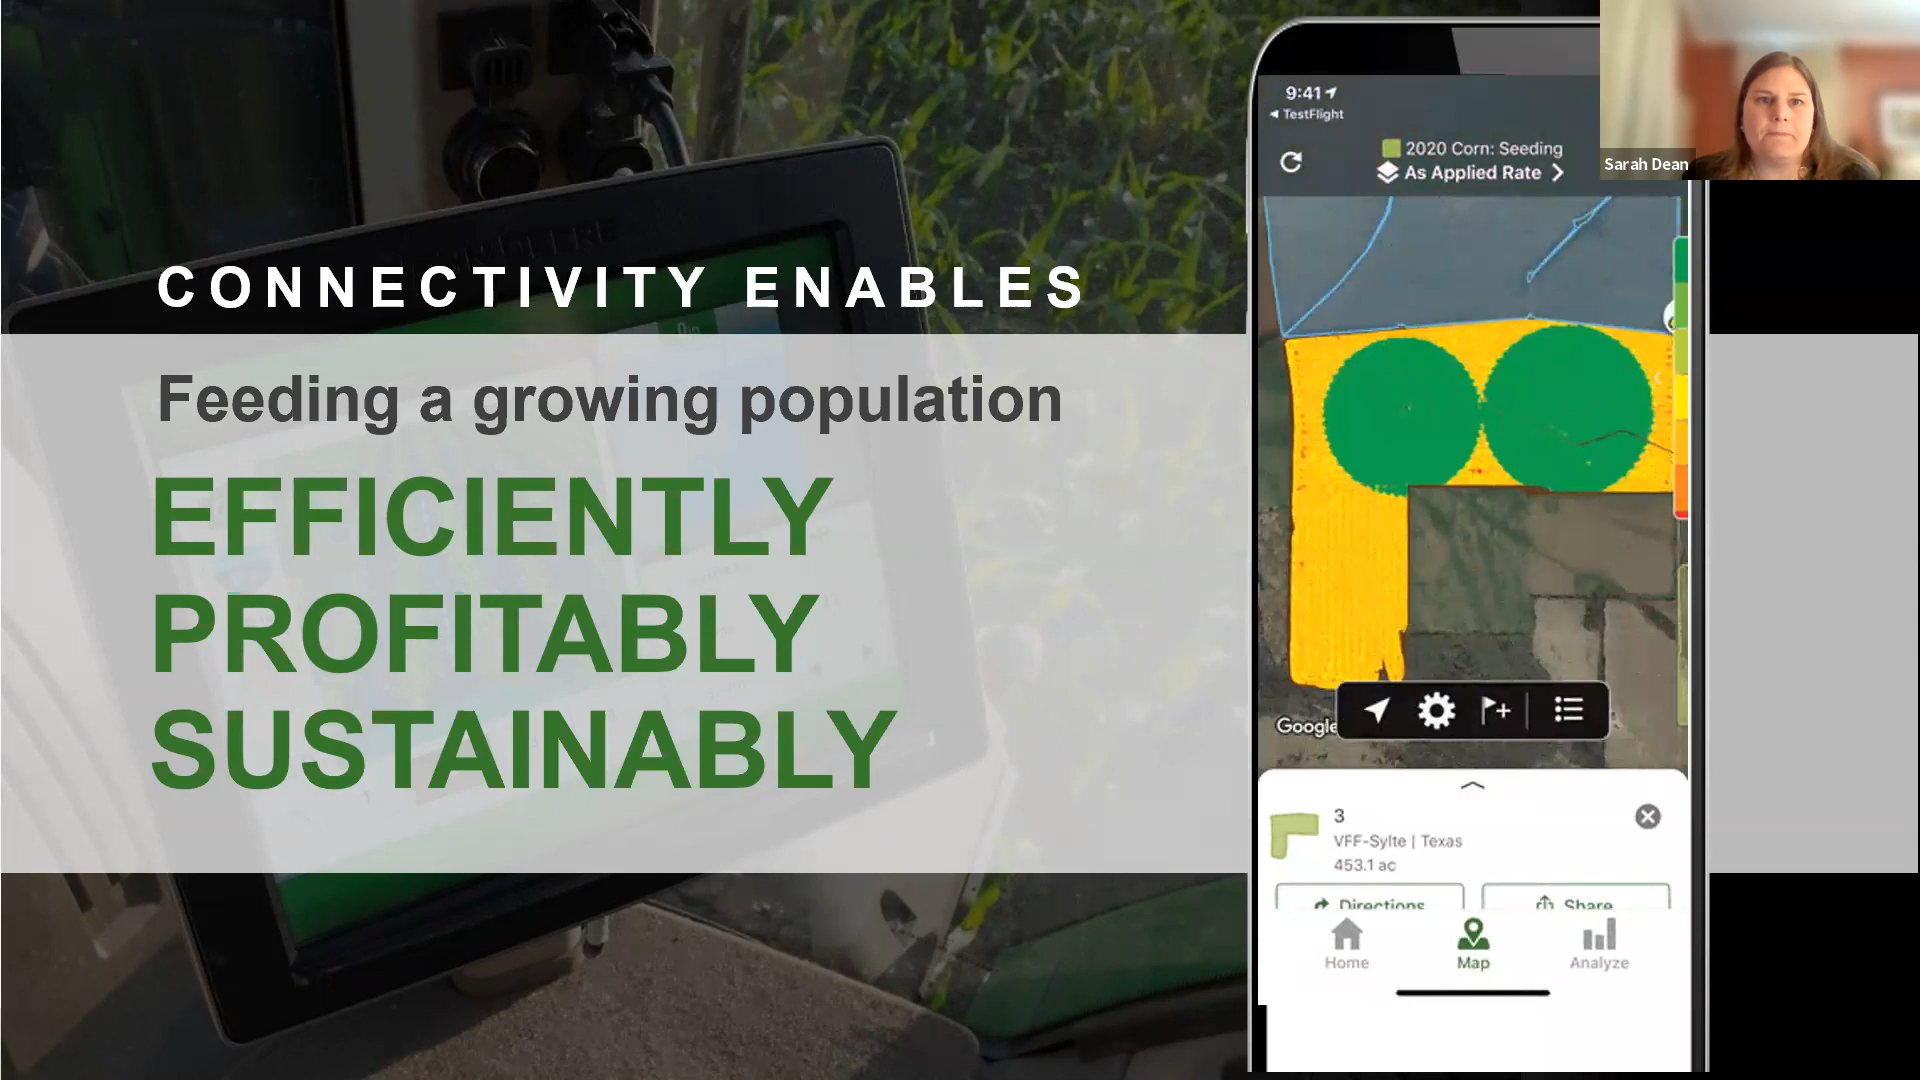 CONNECTIVITY ENABLES
Feeding a growing population
EFFICIENTLY
PROFITABLY
SUSTAINABLY
9:41
TestFlight
2020 Corn: Seeding
As Applied Rate
Google
3
VFF-Sylte | Texas
453.1 ac
Directions
Share
Home
Map
Analyze
Sarah Dean